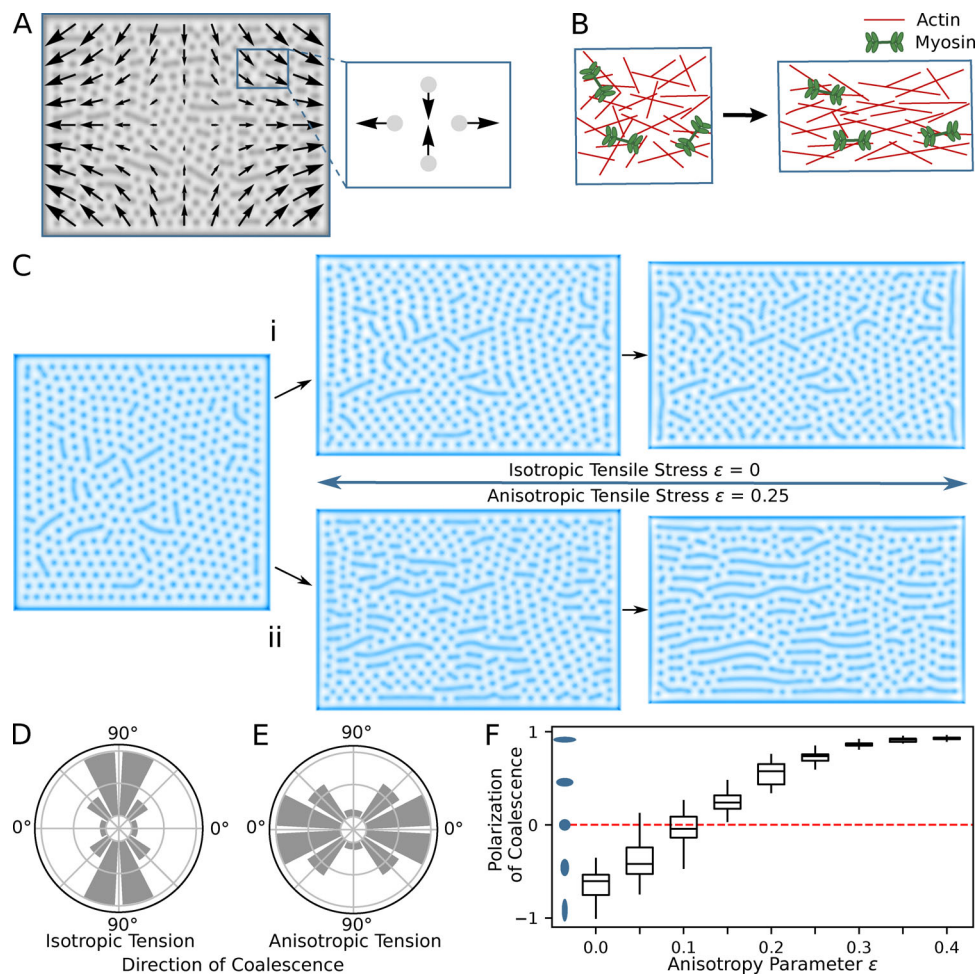 A
B
Actin
Myosin
C
i
Isotropic Tensile Stress ε = 0
Anisotropic Tensile Stress ε = 0.25
ii
D
90°
0°
0°
90°
Isotropic Tension
E
90°
0°
0°
90°
Anisotropic Tension
Direction of Coalescence
F
Polarization
of Coalescence
1
0
−1
0.0 0.1 0.2 0.3 0.4
Anisotropy Parameter ε